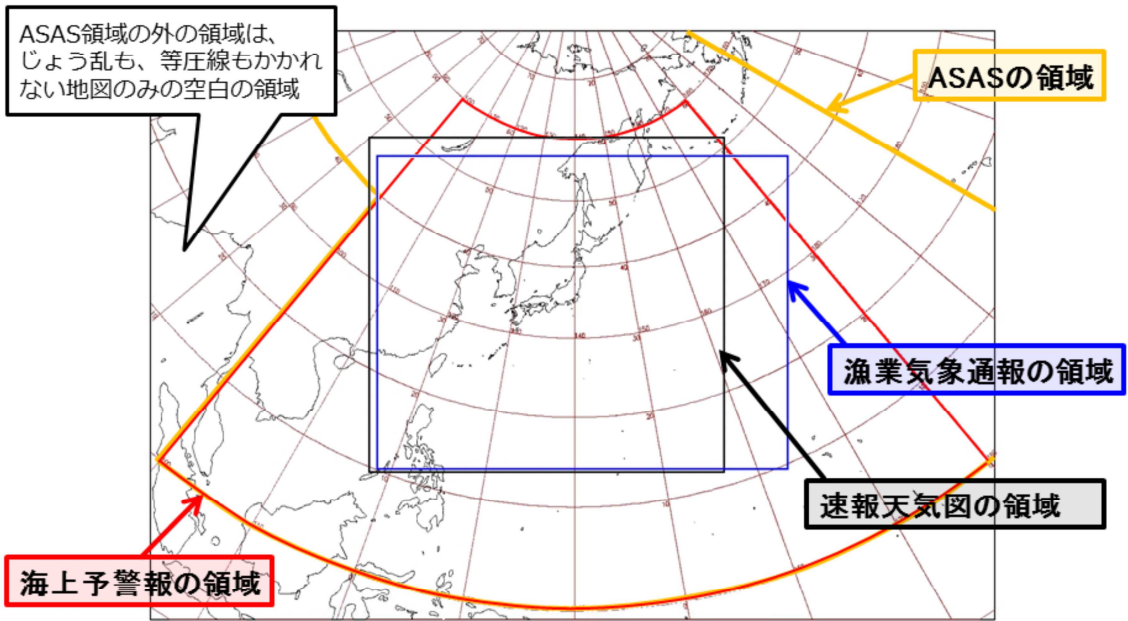 ASAS領域の外の領域は、
じょう乱も、等圧線もかかれ
ない地図のみの空白の領域
ASASの領域
漁業気象通報の領域
速報天気図の領域
海上予警報の領域